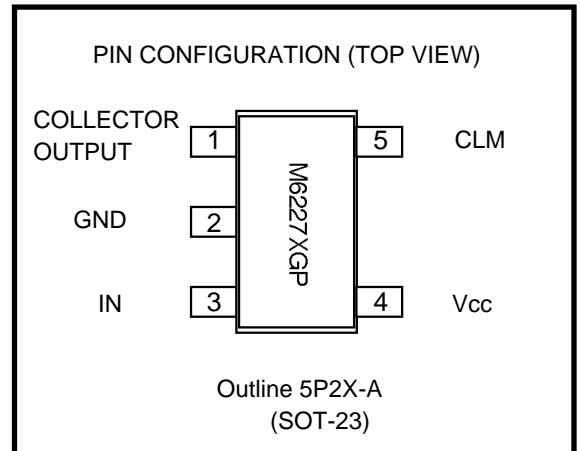 PIN CONFIGURATION (TOP VIEW)
COLLECTOR
OUTPUT
1
5
CLM
M6227XGP
GND
2
IN
3
4
Vcc
Outline 5P2X-A
(SOT-23)